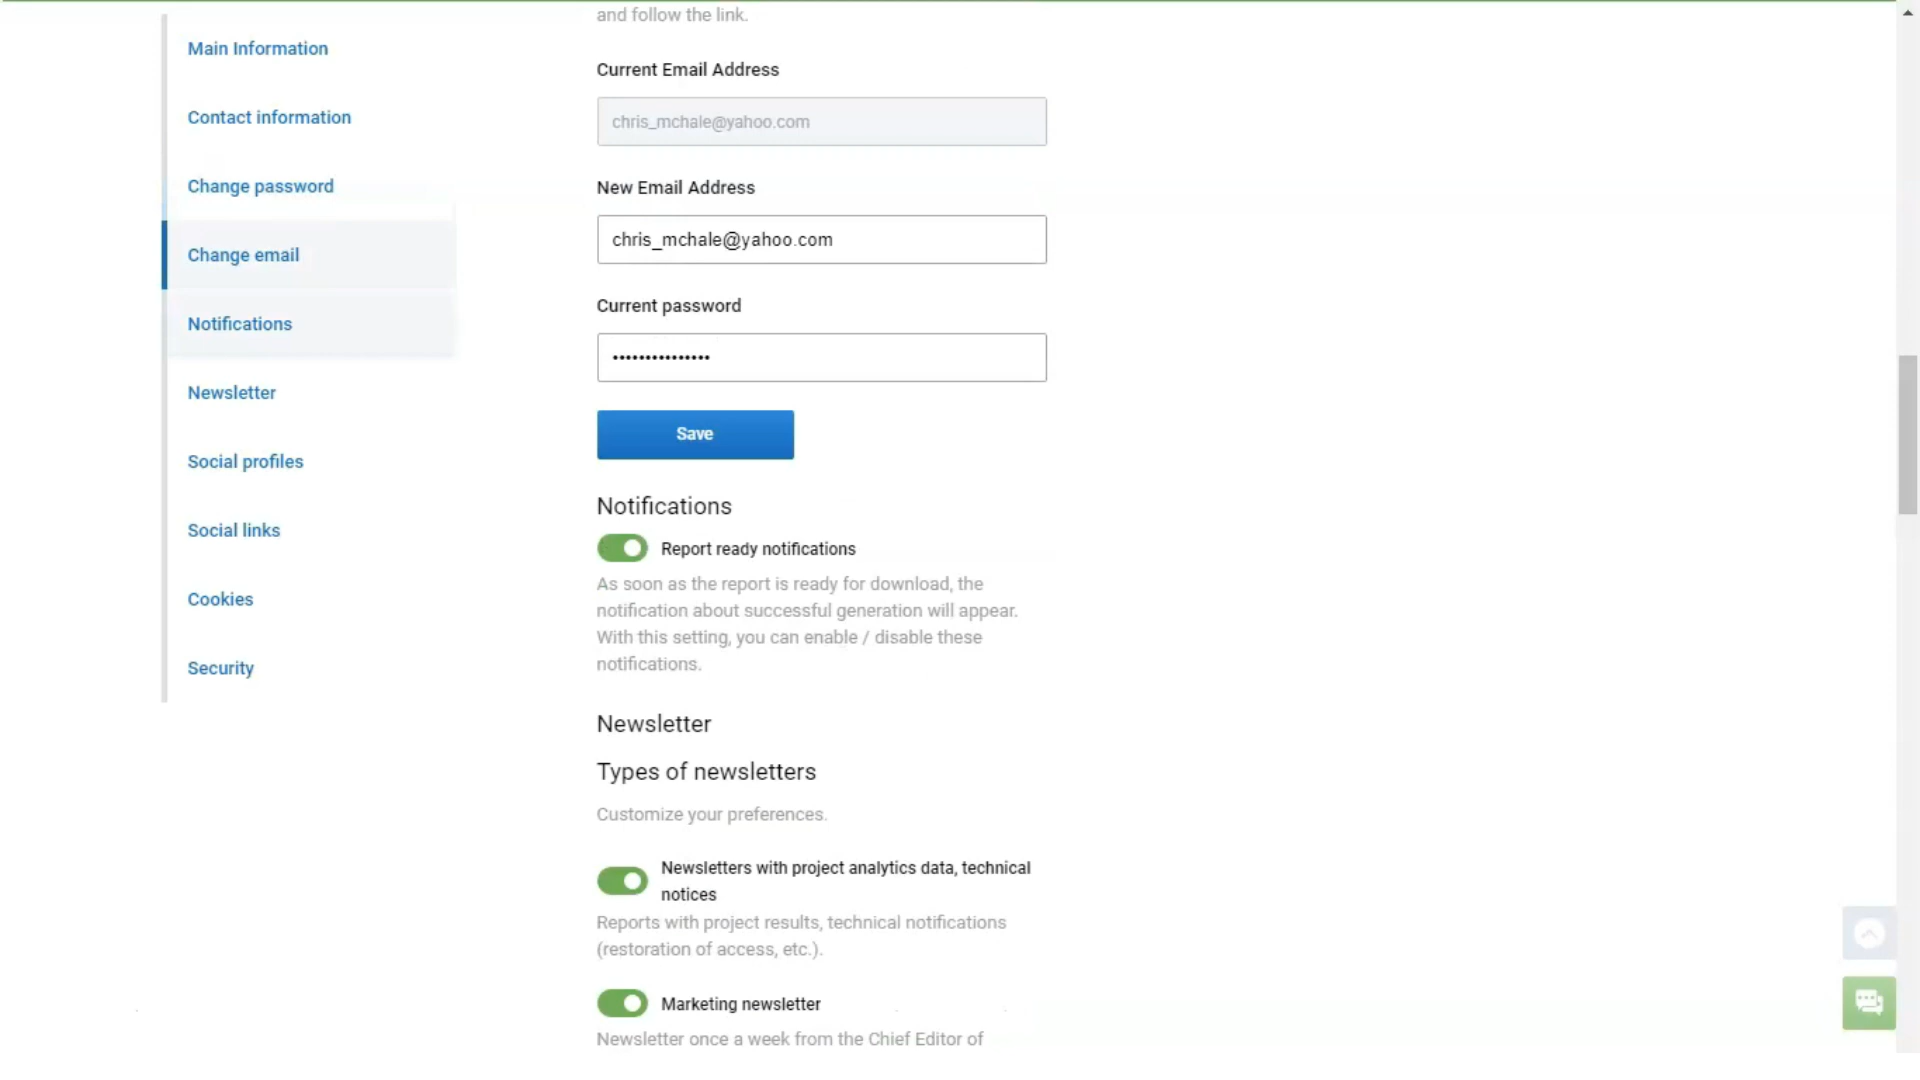 Main Information
Contact information
Change password
Change email
Notifications
Newsletter
Social profiles
Social links
Cookies
Security
and follow the link.
Current Email Address
chris_mchale@yahoo.com
New Email Address
chris_mchale@yahoo.com
Current password
•••••••••••••••
Save
Notifications
Report ready notifications
As soon as the report is ready for download, the
notification about successful generation will appear.
With this setting, you can enable / disable these
notifications.
Newsletter
Types of newsletters
Customize your preferences.
Newsletters with project analytics data, technical
notices
Reports with project results, technical notifications
(restoration of access, etc.).
Marketing newsletter
Newsletter once a week from the Chief Editor of